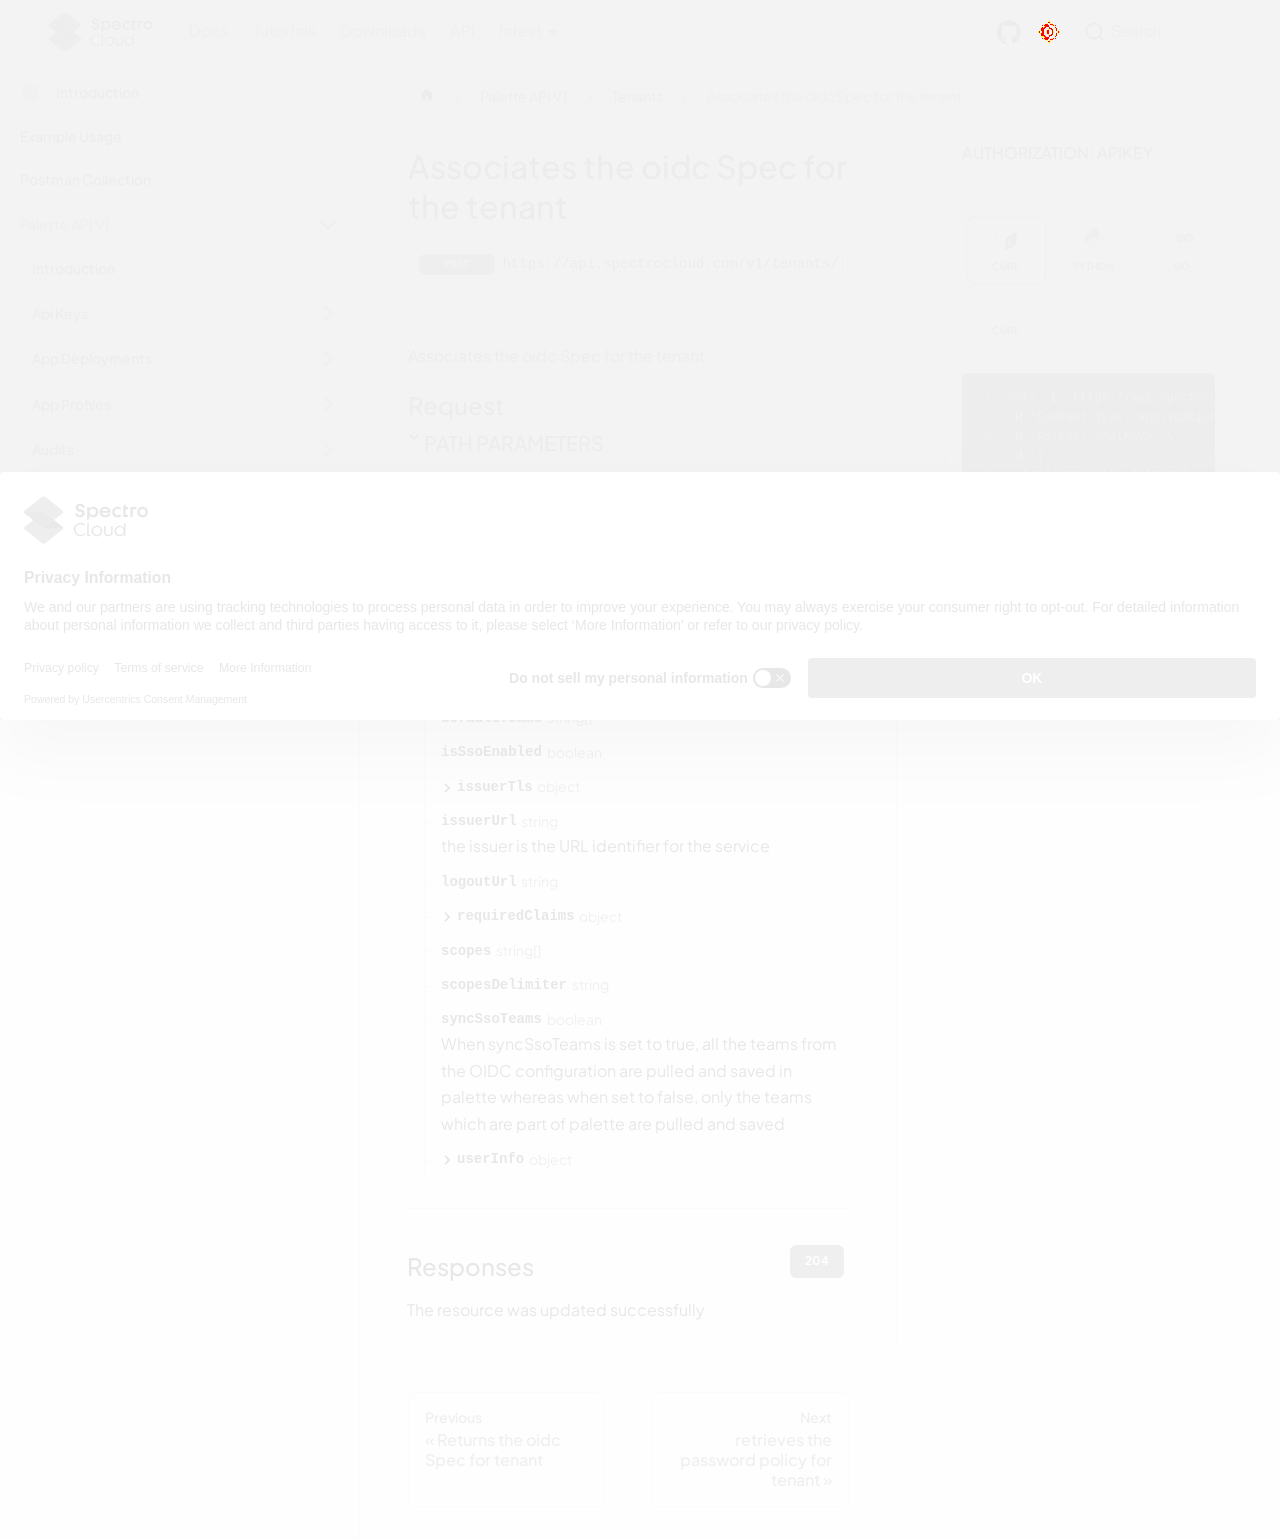 Spectro
Cloud
Docs Tutorials Downloads API latest
Search
Introduction
Example Usage
Postman Collection
Palette API V1
Introduction
Api Keys
App Deployments
App Profiles
Audits
Palette API V1
Tenants
Associates the oidc Spec for the tenant
Associates the oidc Spec for
the tenant
https://api.spectrocloud.com/v1/tenants/
Associates the oidc Spec for the tenant
Request
PATH PARAMETERS
AUTHORIZATION: APIKEY
CURL PYTHON GO
CURL
Spectro
Cloud
Privacy Information
We and our partners are using tracking technologies to process personal data in order to improve your experience. You may always exercise your consumer right to opt-out. For detailed information
about personal information we collect and third parties having access to it, please select 'More Information' or refer to our privacy policy.
Privacy policy Terms of service More Information
Powered by Usercentrics Consent Management
Do not sell my personal information
OK
isSsoEnabled boolean
issuerTls object
issuerUrl string
the issuer is the URL identifier for the service
logoutUrl string
requiredClaims object
scopes string[]
scopesDelimiter string
syncSsoTeams boolean
When syncSsoTeams is set to true, all the teams from
the OIDC configuration are pulled and saved in
palette whereas when set to false, only the teams
which are part of palette are pulled and saved
userInfo object
Responses
204
The resource was updated successfully
Previous
« Returns the oidc
Spec for tenant
Next
retrieves the
password policy for
tenant »